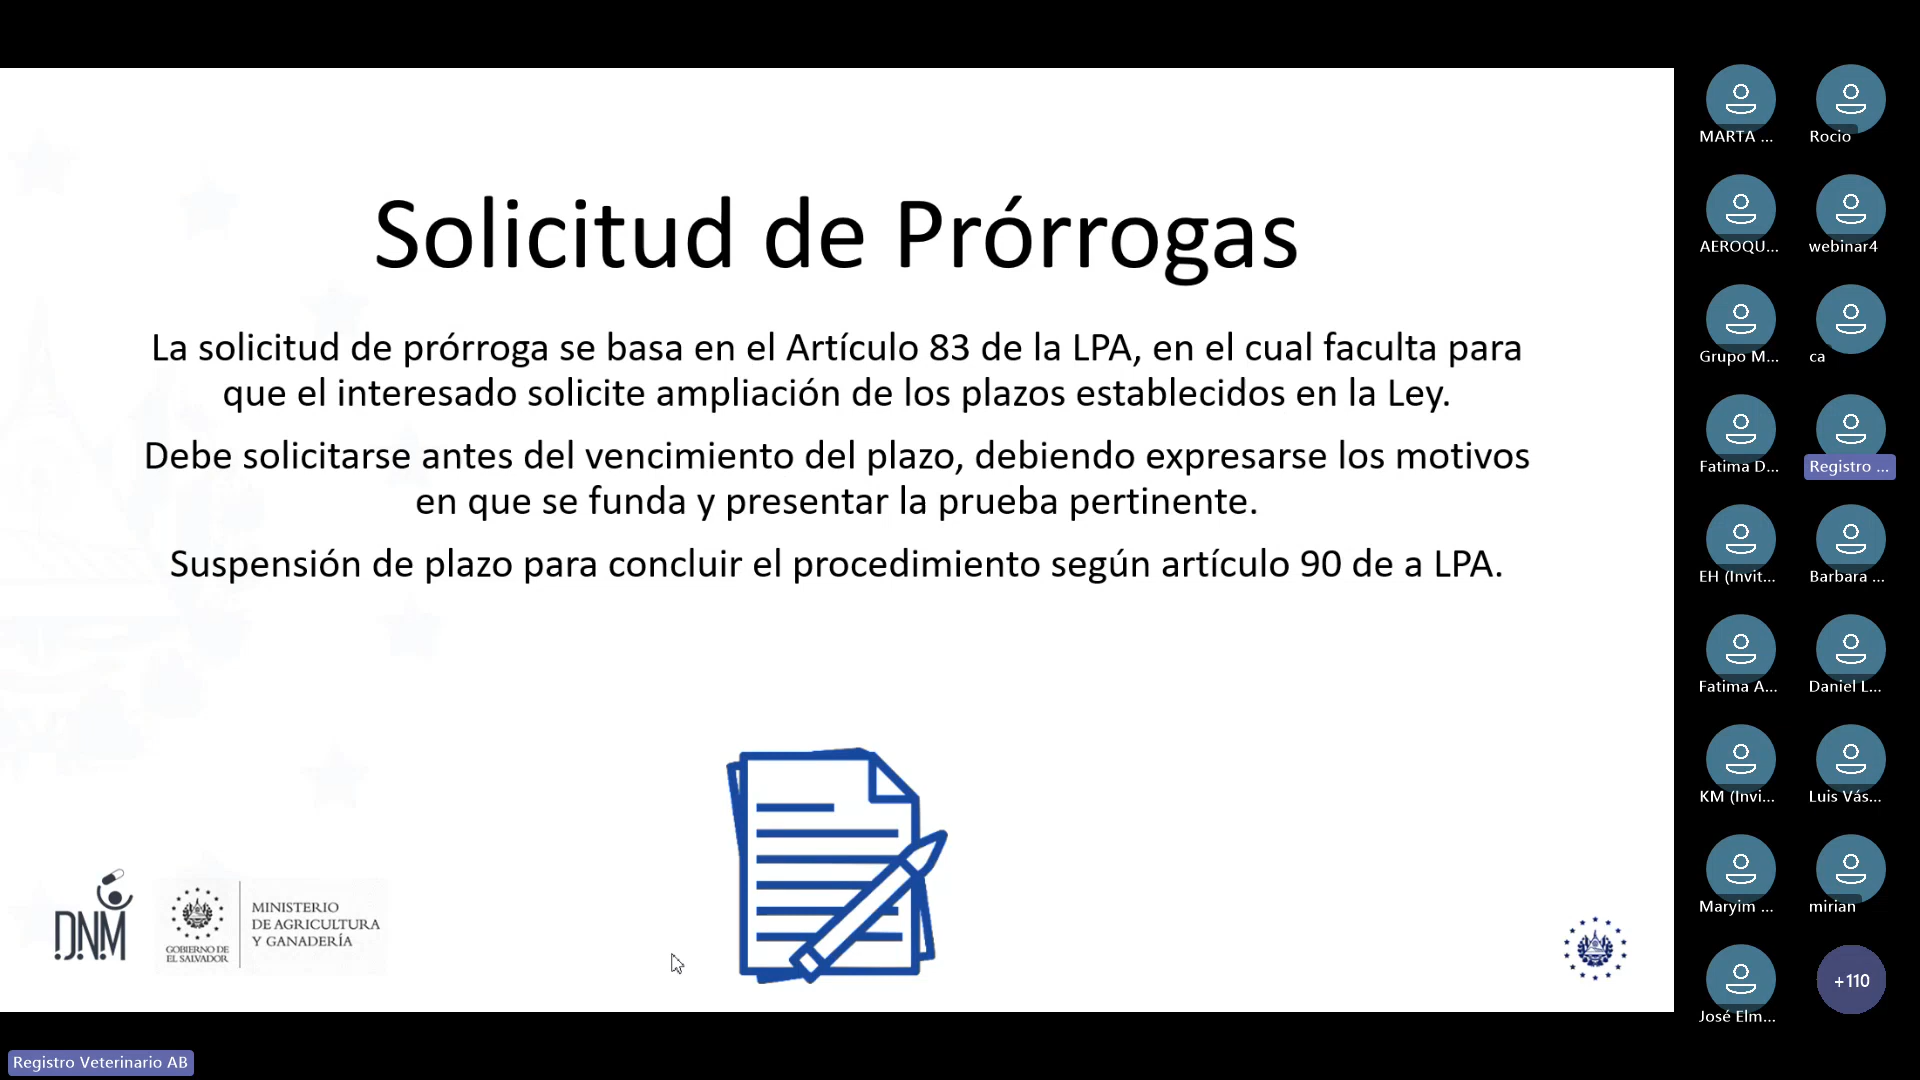 Solicitud de Prórrogas
La solicitud de prórroga se basa en el Artículo 83 de la LPA, en el cual faculta para
que el interesado solicite ampliación de los plazos establecidos en la Ley.
Debe solicitarse antes del vencimiento del plazo, debiendo expresarse los motivos
en que se funda y presentar la prueba pertinente.
Suspensión de plazo para concluir el procedimiento según artículo 90 de a LPA.
DNM
GOBIERNO DE
EL SALVADOR
MINISTERIO
DE AGRICULTURA
Y GANADERÍA
MARTA ...
Rocio
AEROQU...
webinar4
Grupo M...
ca
Fatima D...
Registro ...
EH (Invit...
Barbara ...
Fatima A...
Daniel L...
KM (Invi...
Luis Vás...
Maryim ...
mirian
José Elm...
+110
Registro Veterinario AB